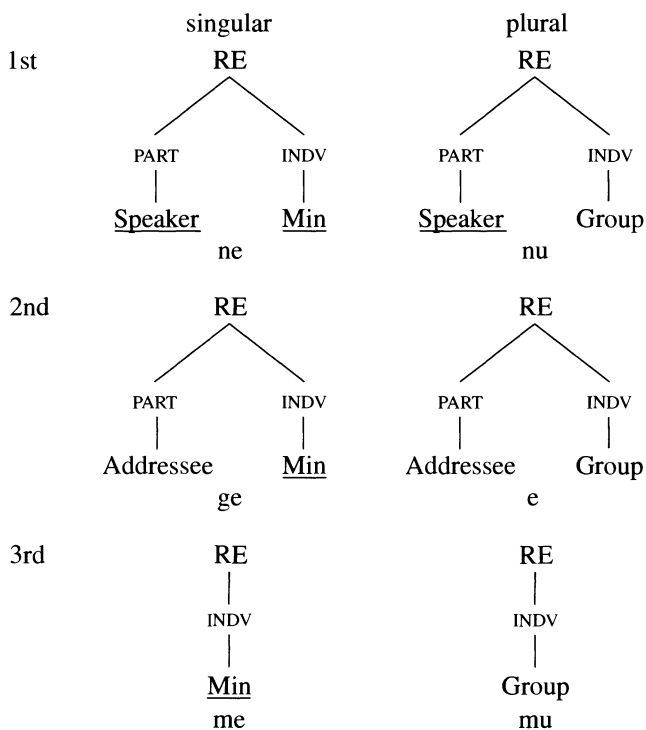 singular plural
1st RE RE
PART INDV PART INDV
Speaker Min Speaker Group
ne nu
2nd RE RE
PART INDV PART INDV
Addressee Min Addressee Group
ge e
3rd RE RE
INDV INDV
Min Group
me mu